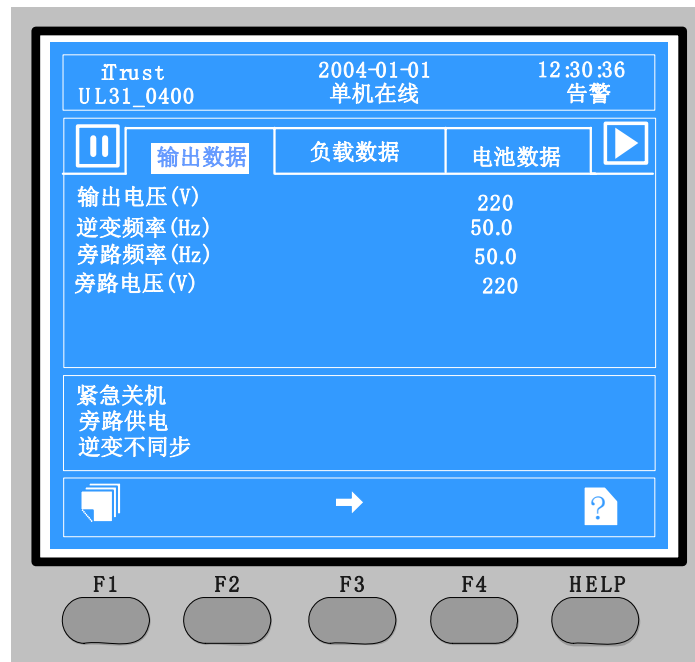 iTrust 2004-01-01 12:30:36
UL31_0400 单机在线 告警
输出数据 负载数据 电池数据
输出电压(V) 220
逆变频率(Hz) 50.0
旁路频率(Hz) 50.0
旁路电压(V) 220
紧急关机
旁路供电
逆变不同步
?
F1 F2 F3 F4 HELP